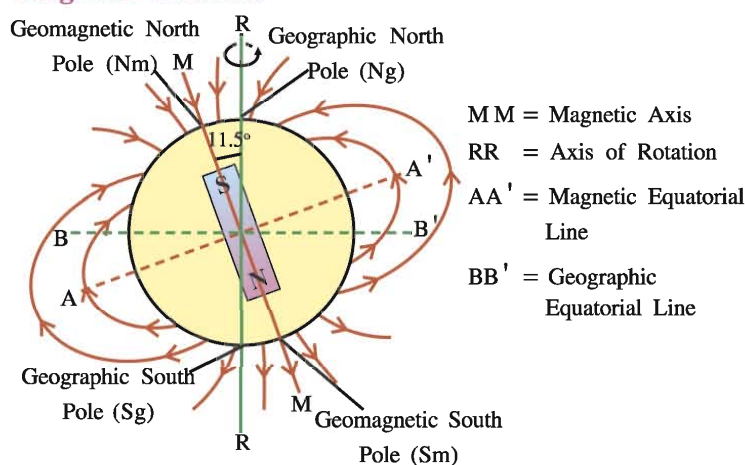 R
Geomagnetic North
Pole (Nm)
M
Geographic North
Pole (Ng)
11.5°
S
N
A'
B'
B
A
M M = Magnetic Axis
RR = Axis of Rotation
AA' = Magnetic Equatorial
Line
BB' = Geographic
Equatorial Line
Geographic South
Pole (Sg)
M
R
Geomagnetic South
Pole (Sm)